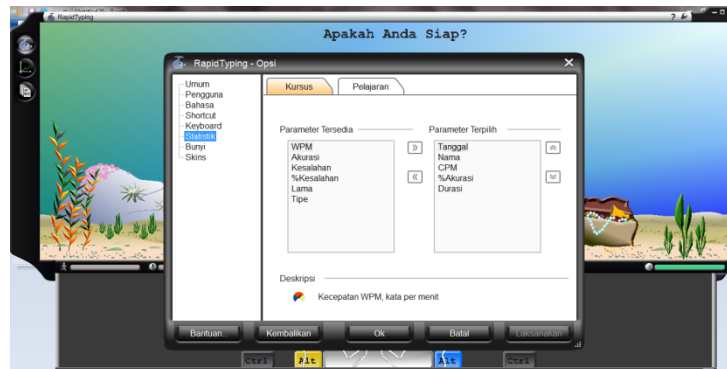 RapidTyping
Apakah Anda Siap?
RapidTyping - Opsi
Umum
Pengguna
Bahasa
Shortcut
Keyboard
Statistik
Bunyi
Skins
Kursus Pelajaran
Parameter Tersedia
WPM
Akurasi
Kesalahan
%Kesalahan
Lama
Tipe
Parameter Terpilih
Tanggal
Nama
CPM
%Akurasi
Durasi
Deskripsi
Kecepatan WPM, kata per menit
Bantuan... Kembalikan Ok Batal Laksanakan
Ctrl Alt Alt Ctrl